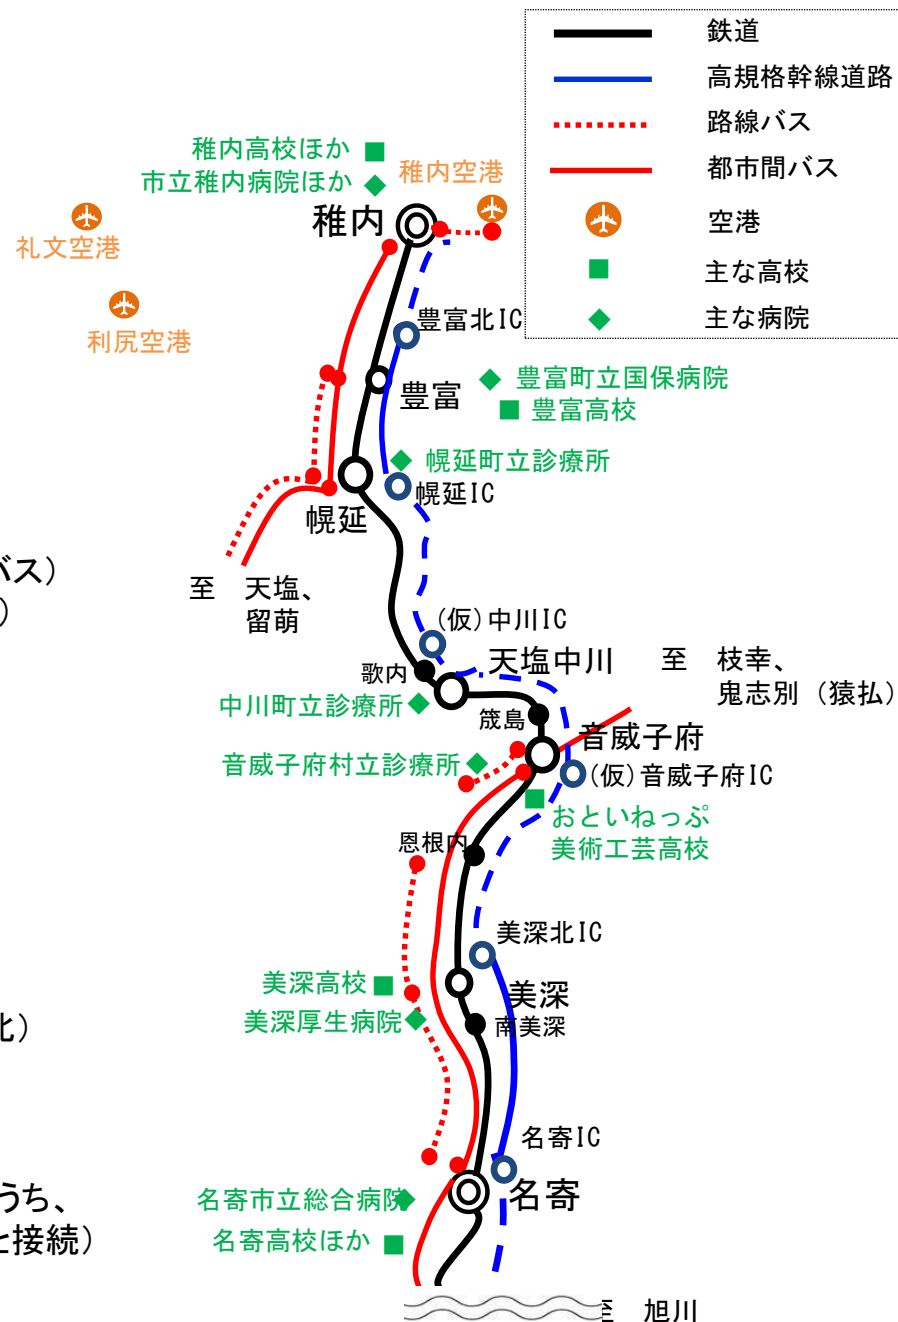 鉄道
高規格幹線道路
路線バス
都市間バス
空港
主な高校
主な病院
稚内高校ほか
市立稚内病院ほか
稚内空港
稚内
礼文空港
利尻空港
豊富北IC
豊富
豊富町立国保病院
豊富高校
幌延町立診療所
幌延IC
幌延
バス）
）
至　天塩、
留萌
(仮)中川IC
歌内
天塩中川
至　枝幸、
鬼志別（猿払）
中川町立診療所
筬島
音威子府
音威子府村立診療所
(仮)音威子府IC
おといねっぷ
美術工芸高校
恩根内
美深北IC
美深高校
美深
美深厚生病院
南美深
北）
名寄IC
うち、
名寄市立総合病院
名寄
と接続）
名寄高校ほか
至　旭川